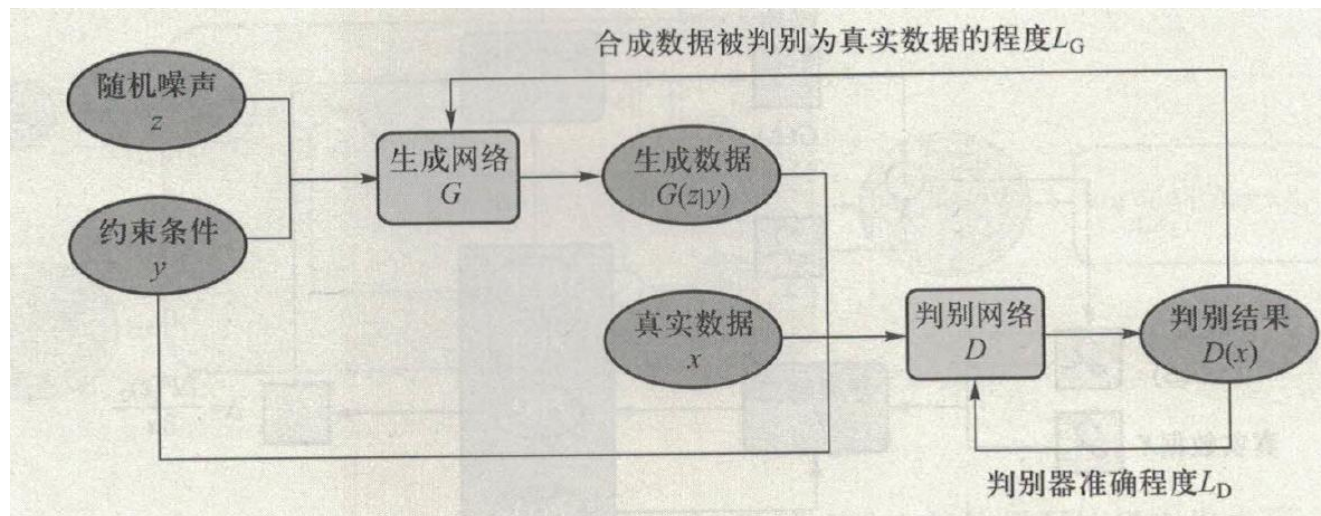 合成数据被判别为真实数据的程度L_G
随机噪声
z
生成网络
G
生成数据
G(z|y)
约束条件
y
真实数据
x
判别网络
D
判别结果
D(x)
判别器准确程度L_D